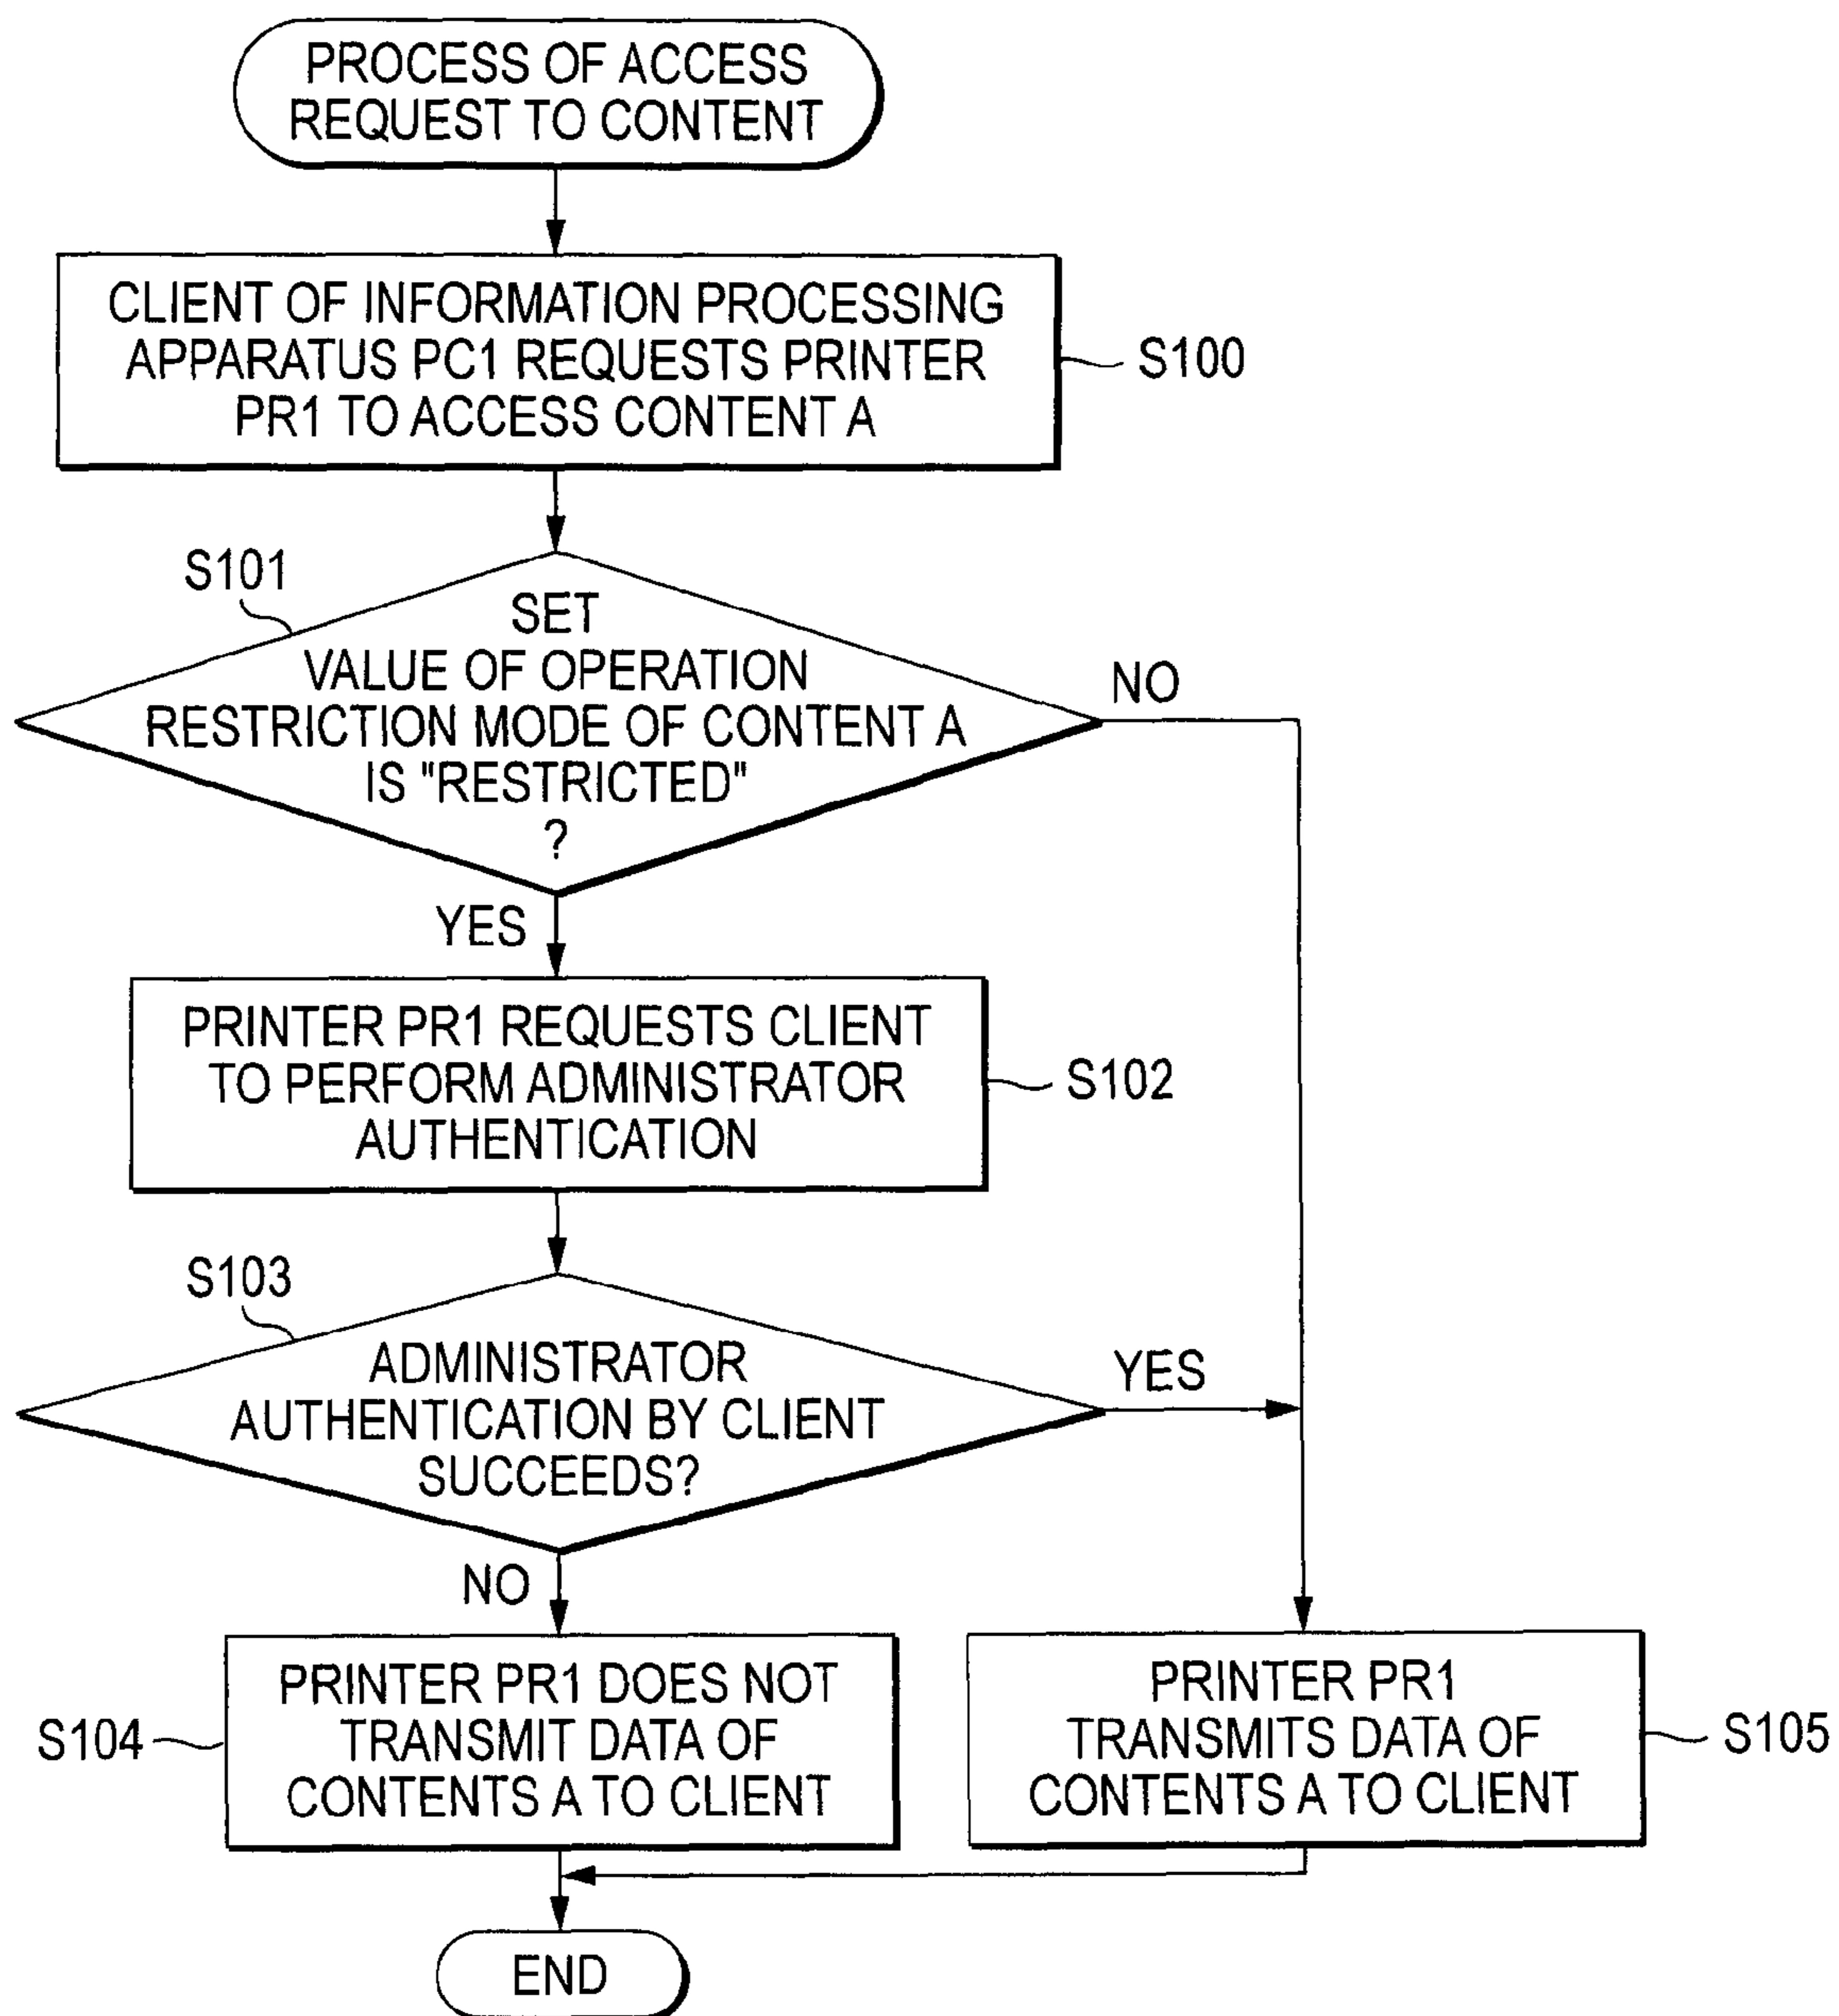 PROCESS OF ACCESS
REQUEST TO CONTENT
CLIENT OF INFORMATION PROCESSING
APPARATUS PC1 REQUESTS PRINTER
PR1 TO ACCESS CONTENT A
S100
S101
SET
VALUE OF OPERATION
RESTRICTION MODE OF CONTENT A
IS "RESTRICTED"
?
NO
YES
PRINTER PR1 REQUESTS CLIENT
TO PERFORM ADMINISTRATOR
AUTHENTICATION
S102
S103
ADMINISTRATOR
AUTHENTICATION BY CLIENT
SUCCEEDS?
YES
NO
S104
PRINTER PR1 DOES NOT
TRANSMIT DATA OF
CONTENTS A TO CLIENT
PRINTER PR1
TRANSMITS DATA OF
CONTENTS A TO CLIENT
S105
END